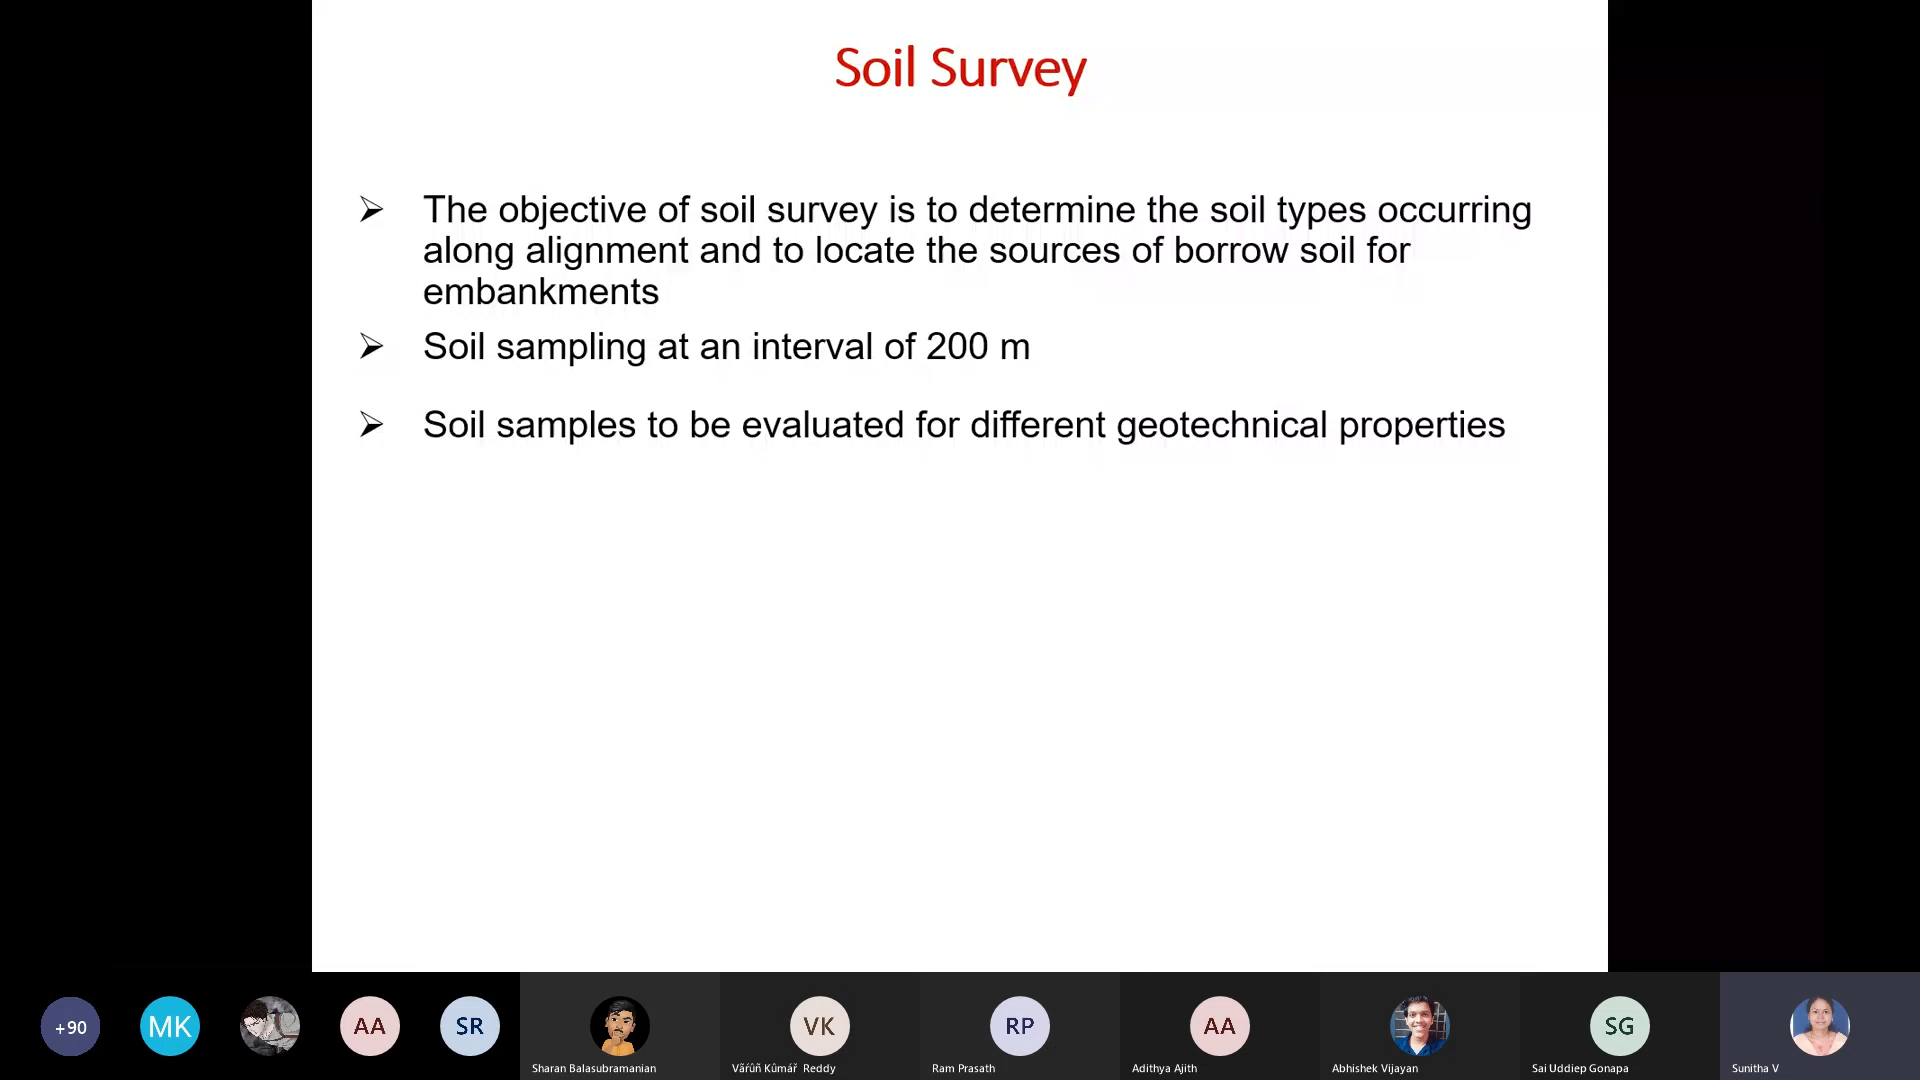 Soil Survey
➢ The objective of soil survey is to determine the soil types occurring
along alignment and to locate the sources of borrow soil for
embankments
➢ Soil sampling at an interval of 200 m
➢ Soil samples to be evaluated for different geotechnical properties
+90
MK
AA
SR
VK
RP
AA
SG
Sharan Balasubramanian
Vãŕûñ Kûmář Reddy
Ram Prasath
Adithya Ajith
Abhishek Vijayan
Sai Uddiep Gonapa
Sunitha V